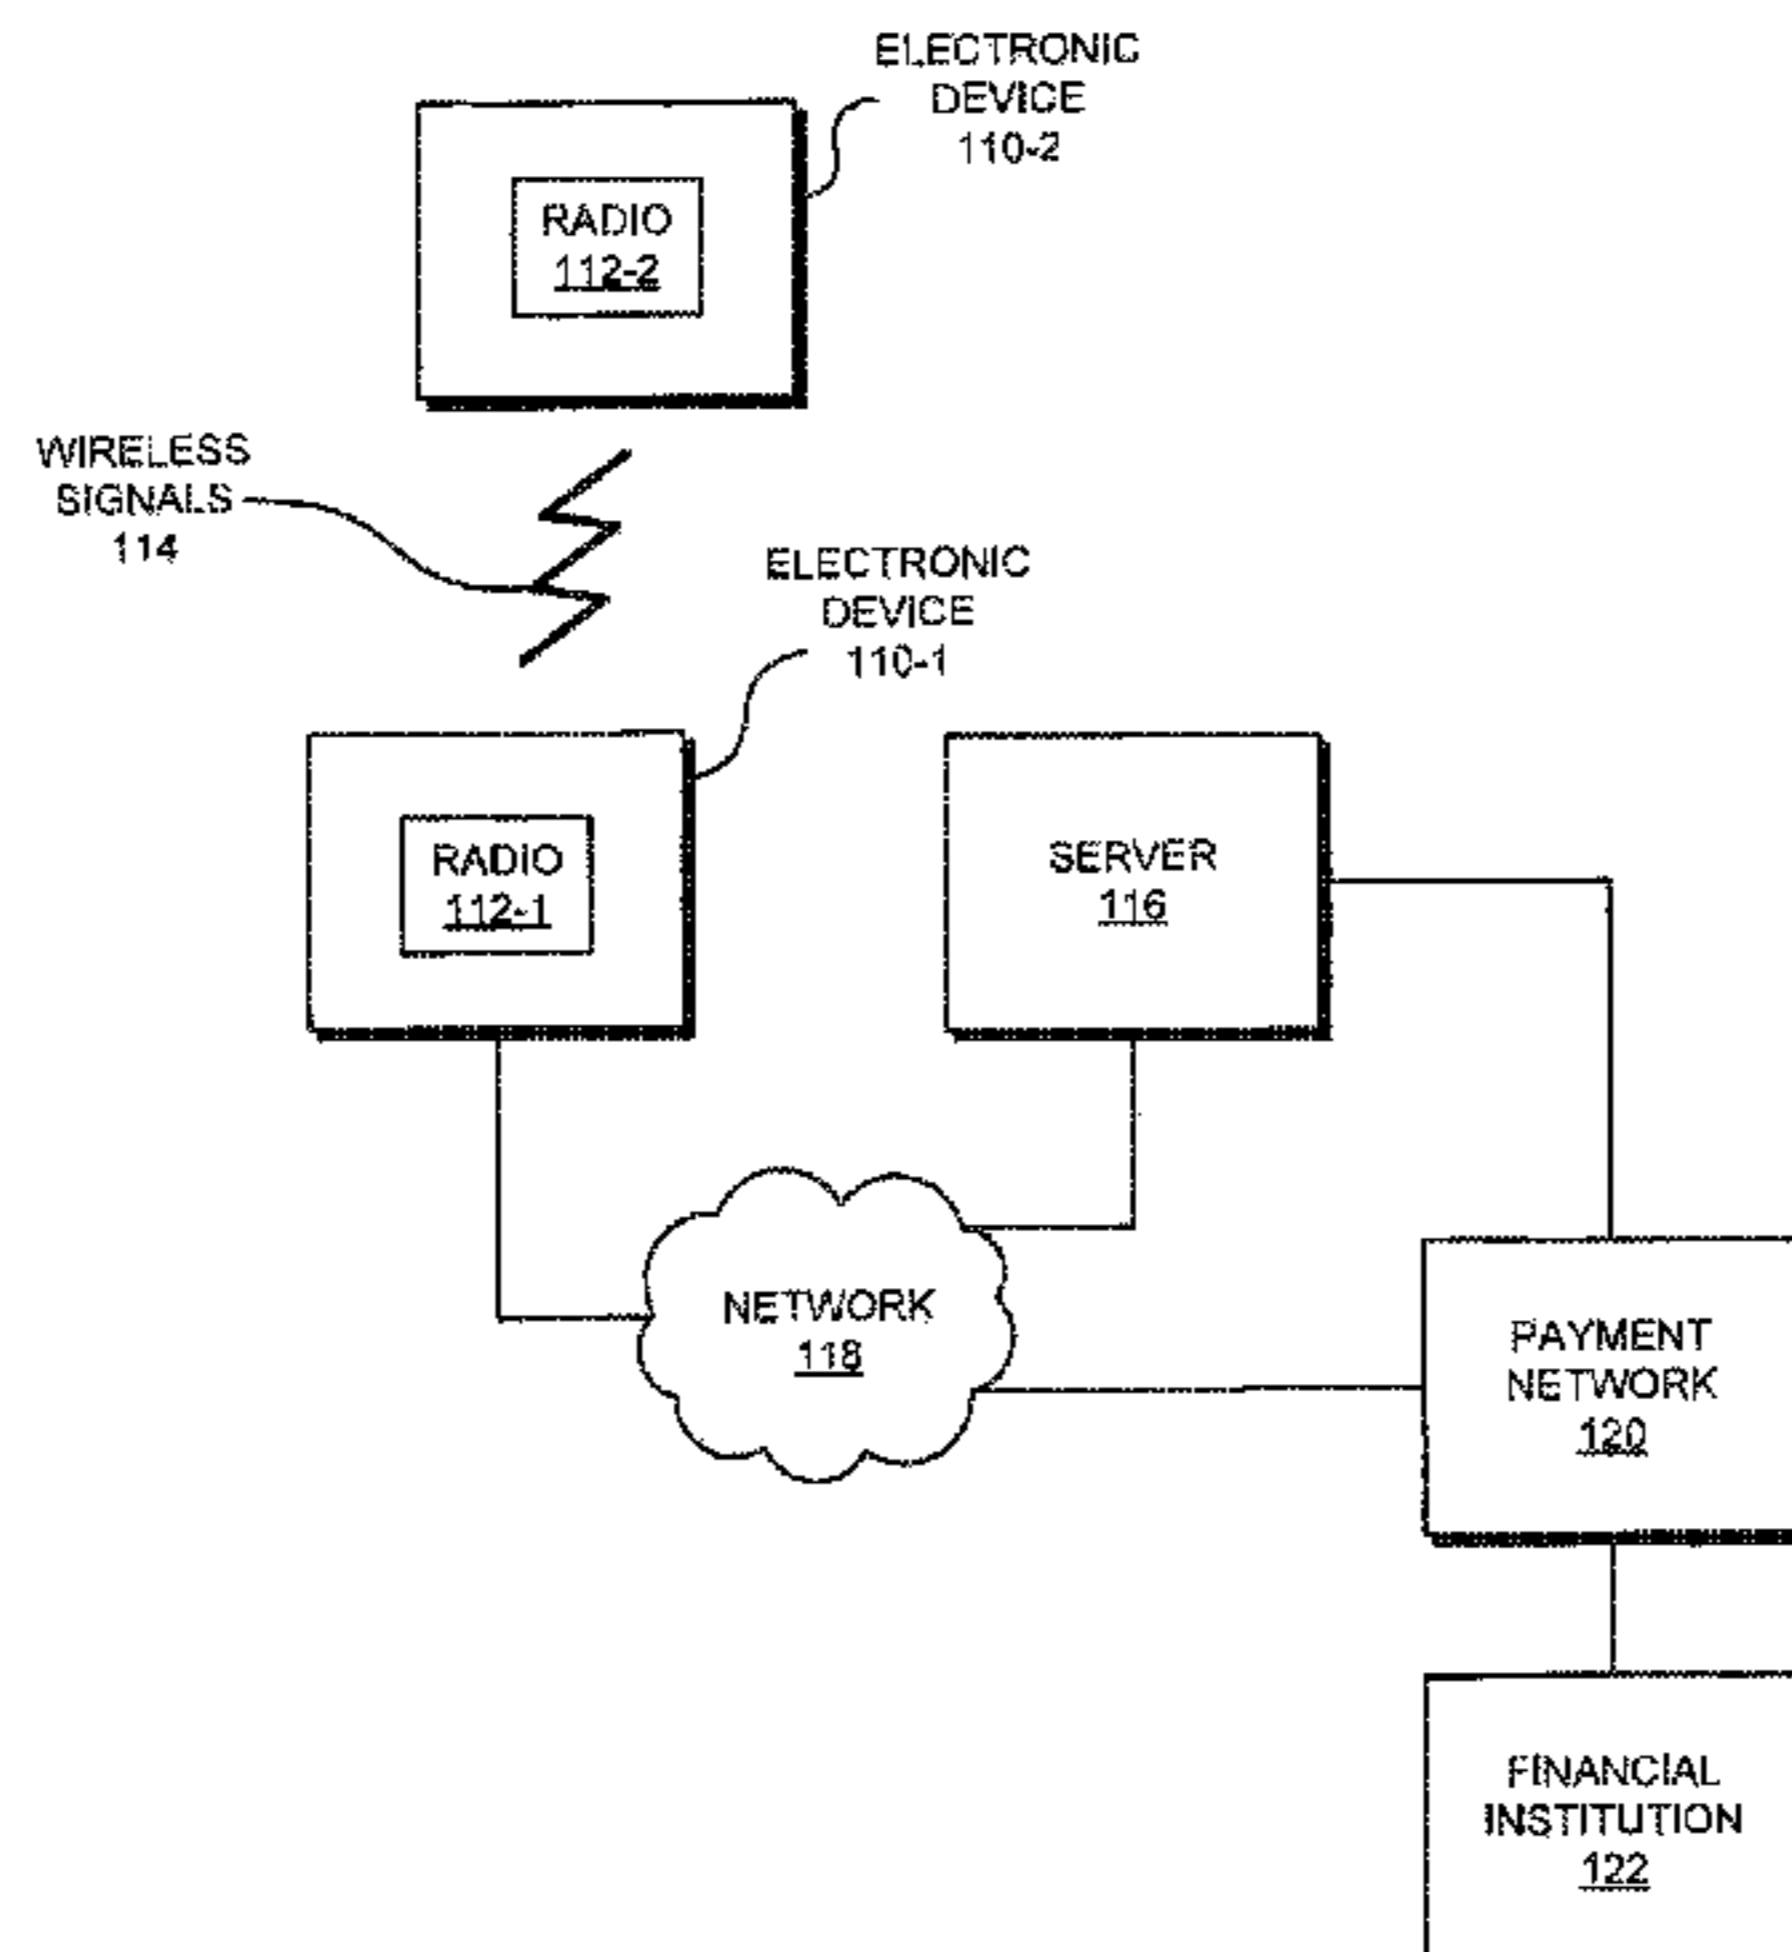 ELECTRONIC
DEVICE
110-2
RADIO
112-2
WIRELESS
SIGNALS
114
ELECTRONIC
DEVICE
110-1
RADIO
112-1
SERVER
116
NETWORK
118
PAYMENT
NETWORK
120
FINANCIAL
INSTITUTION
122